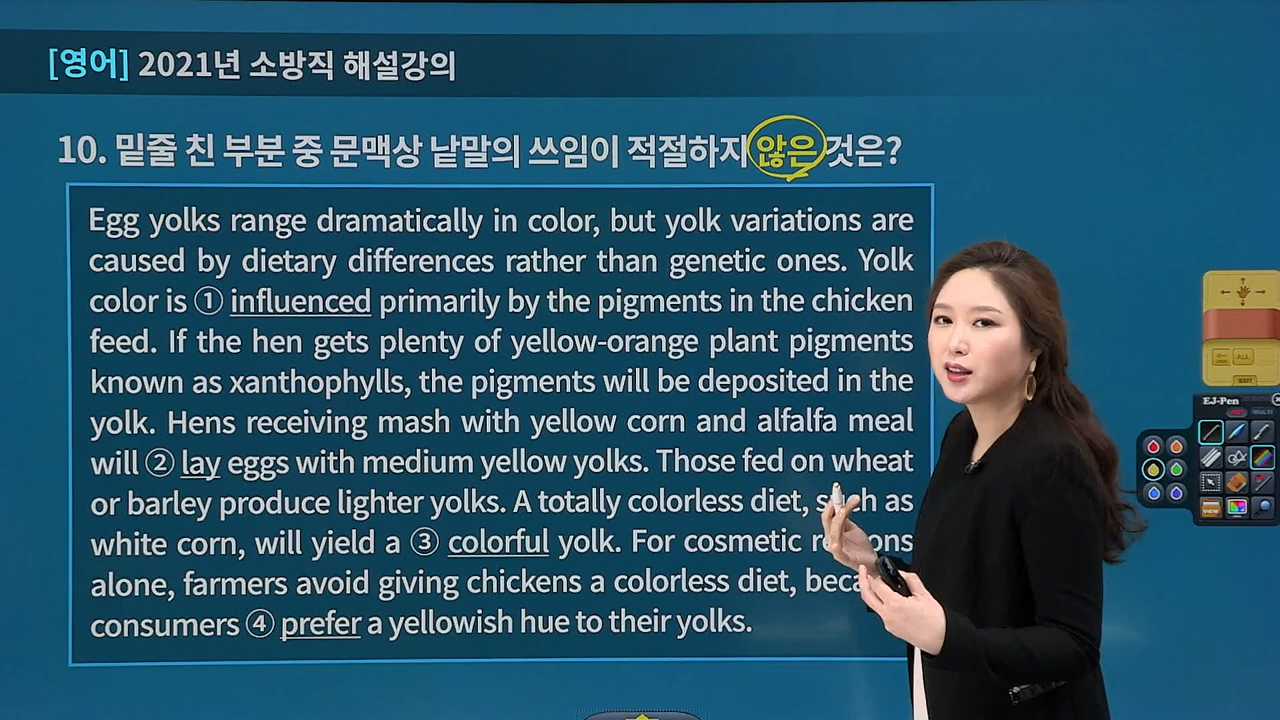 [영어] 2021년 소방직 해설강의
10. 밑줄 친 부분 중 문맥상 낱말의 쓰임이 적절하지 않은 것은?
Egg yolks range dramatically in color, but yolk variations are
caused by dietary differences rather than genetic ones. Yolk
color is ① influenced primarily by the pigments in the chicken
feed. If the hen gets plenty of yellow-orange plant pigments
known as xanthophylls, the pigments will be deposited in the
yolk. Hens receiving mash with yellow corn and alfalfa meal
will ② lay eggs with medium yellow yolks. Those fed on wheat
or barley produce lighter yolks. A totally colorless diet, such as
white corn, will yield a ③ colorful yolk. For cosmetic reasons
alone, farmers avoid giving chickens a colorless diet,
consumers ④ prefer a yellowish hue to their yolks.
ALL
EXIT
EJ-Pen
VIEW